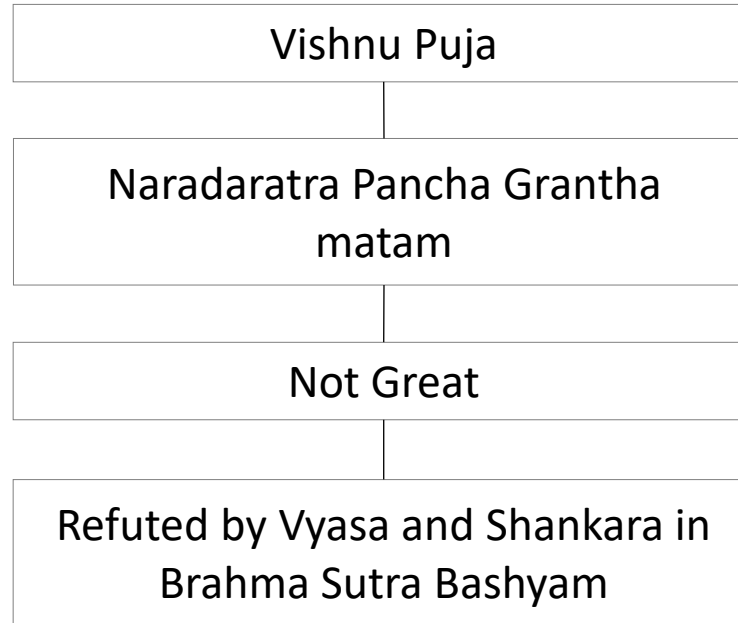 Vishnu Puja
Naradaratra Pancha Grantha
matam
Not Great
Refuted by Vyasa and Shankara in
Brahma Sutra Bashyam